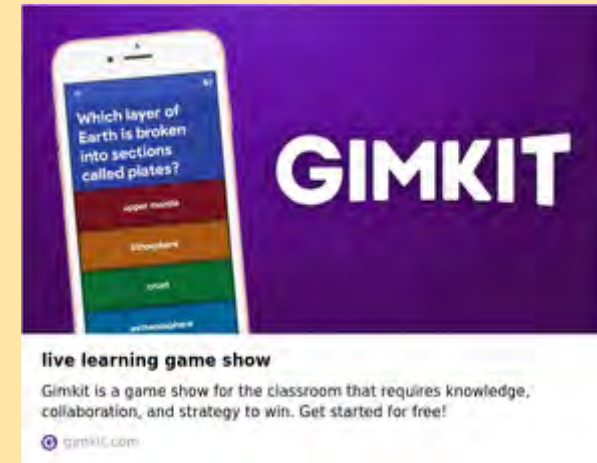 Which layer of
Earth is broken
into sections
called plates?
upper mantle
lithosphere
crust
asthenosphere
GIMKIT
live learning game show
Gimkit is a game show for the classroom that requires knowledge,
collaboration, and strategy to win. Get started for free!
gimkit.com